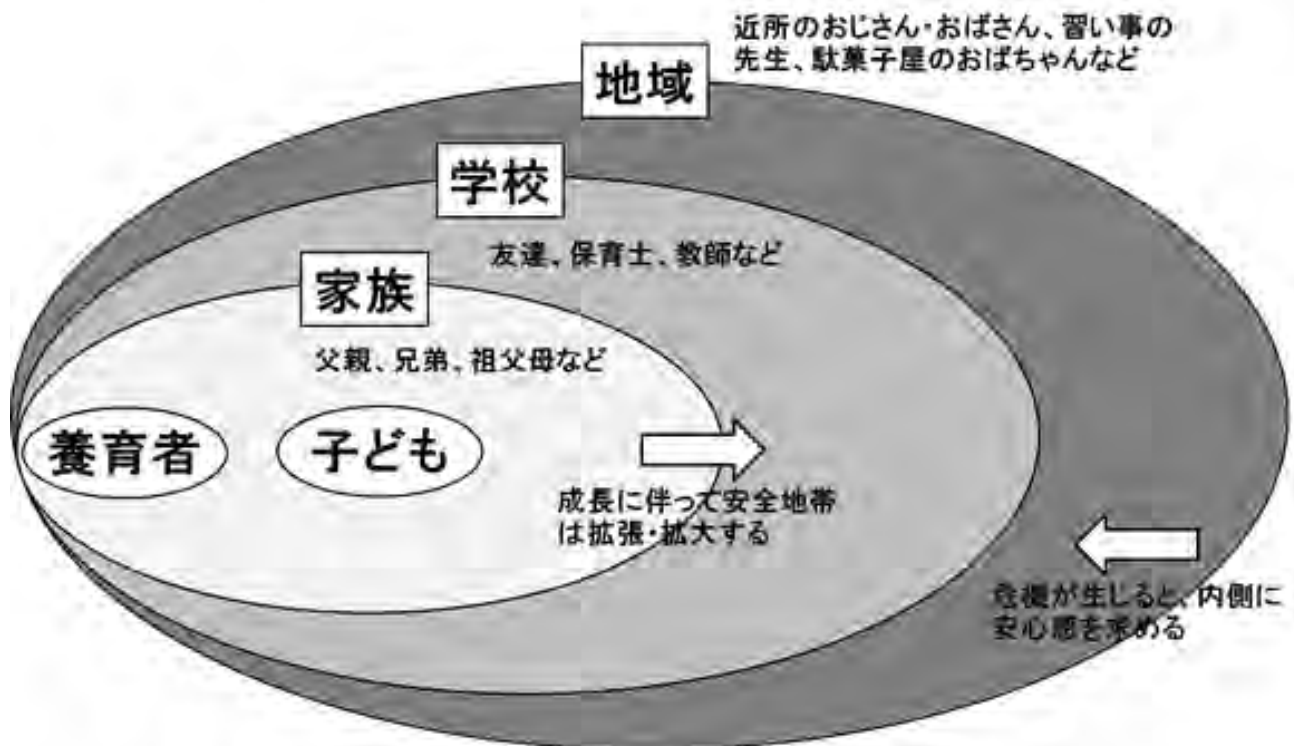 近所のおじさん・おばさん、習い事の
先生、駄菓子屋のおばちゃんなど
地域
学校
友達、保育士、教師など
家族
父親、兄弟、祖父母など
養育者
子ども
成長に伴って安全地帯
は拡張・拡大する
危機が生じると、内側に
安心感を求める